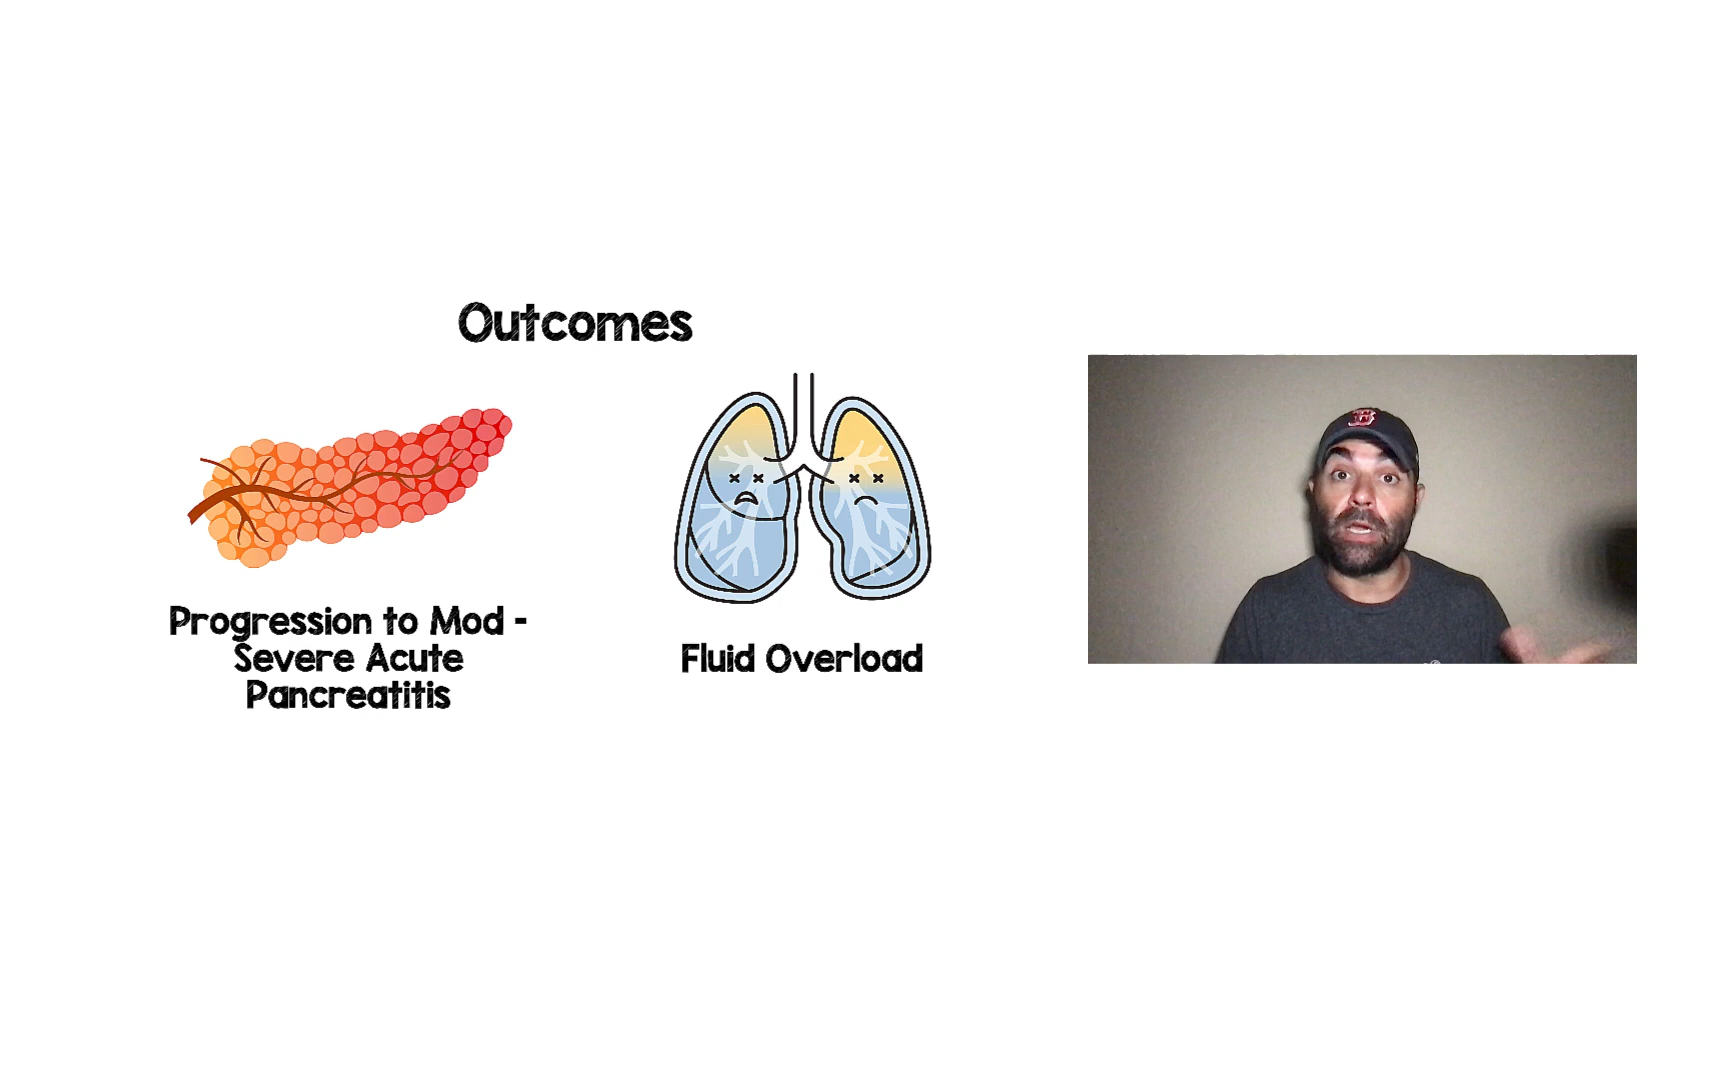 Outcomes
Progression to Mod -
Severe Acute
Pancreatitis
Fluid Overload
B